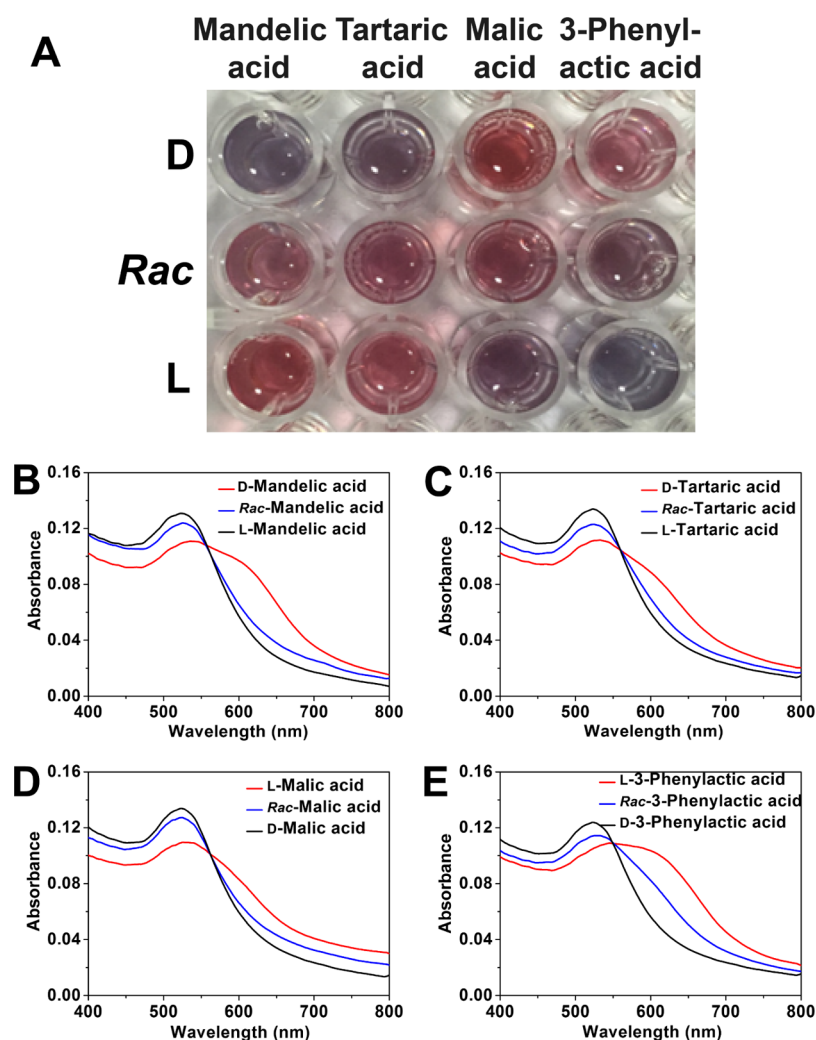 A
Mandelic Tartaric Malic 3-Phenyl-
acid acid acid actic acid
D
Rac
L
B
D-Mandelic acid
Rac-Mandelic acid
L-Mandelic acid
Absorbance
0.16
0.12
0.08
0.04
0.00
400 500 600 700 800
Wavelength (nm)
C
D-Tartaric acid
Rac-Tartaric acid
L-Tartaric acid
Absorbance
0.16
0.12
0.08
0.04
0.00
400 500 600 700 800
Wavelength (nm)
D
L-Malic acid
Rac-Malic acid
D-Malic acid
Absorbance
0.16
0.12
0.08
0.04
0.00
400 500 600 700 800
Wavelength (nm)
E
L-3-Phenylactic acid
Rac-3-Phenylactic acid
D-3-Phenylactic acid
Absorbance
0.16
0.12
0.08
0.04
0.00
400 500 600 700 800
Wavelength (nm)